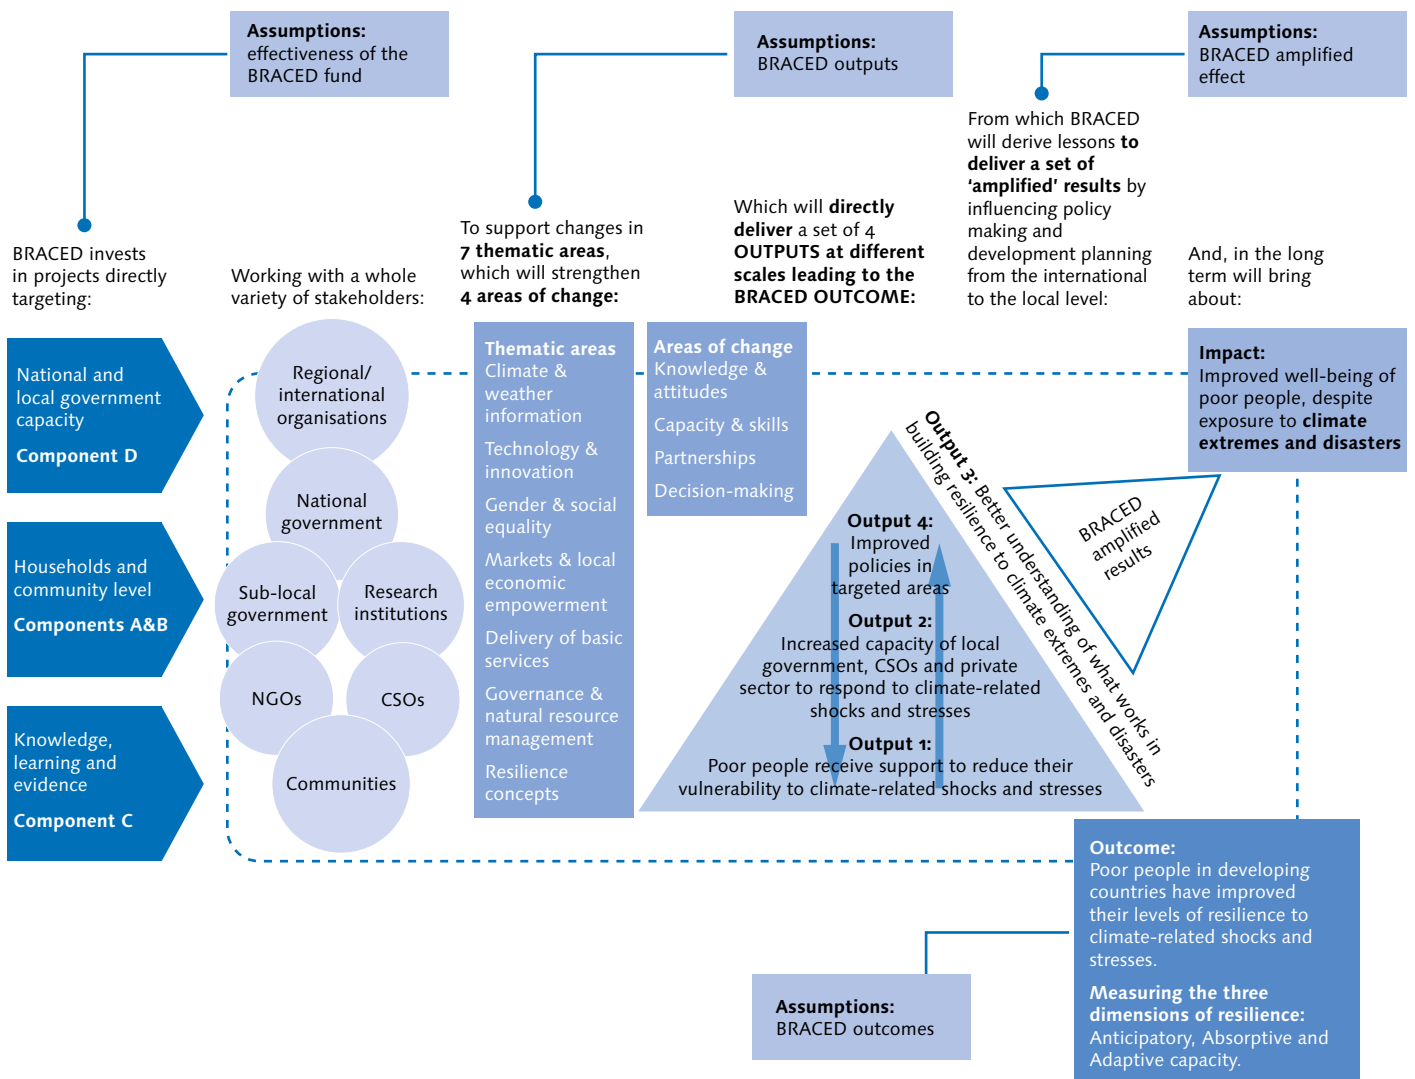 Assumptions:
effectiveness of the
BRACED fund
Assumptions:
BRACED outputs
Assumptions:
BRACED amplified
effect
BRACED invests
in projects directly
targeting:
Working with a whole
variety of stakeholders:
To support changes in
7 thematic areas,
which will strengthen
4 areas of change:
Which will directly
deliver a set of 4
OUTPUTS at different
scales leading to the
BRACED OUTCOME:
From which BRACED
will derive lessons to
deliver a set of
‘amplified’ results by
influencing policy
making and
development planning
from the international
to the local level:
And, in the long
term will bring
about:
National and
local government
capacity
Component D
Households and
community level
Components A&B
Knowledge,
learning and
evidence
Component C
Regional/
international
organisations
National
government
Sub-local
government
Research
institutions
NGOs
CSOs
Communities
Thematic areas
Climate &
weather
information
Technology &
innovation
Gender & social
equality
Markets & local
economic
empowerment
Delivery of basic
services
Governance &
natural resource
management
Resilience
concepts
Areas of change
Knowledge &
attitudes
Capacity & skills
Partnerships
Decision-making
Output 4:
Improved
policies in
targeted areas
Output 2:
Increased capacity of local
government, CSOs and private
sector to respond to climate-related
shocks and stresses
Output 1:
Poor people receive support to reduce their
vulnerability to climate-related shocks and stresses
Output 3: Better understanding of what works in
building resilience to climate extremes and disasters
BRACED
amplified
results
Impact:
Improved well-being of
poor people, despite
exposure to climate
extremes and disasters
Outcome:
Poor people in developing
countries have improved
their levels of resilience to
climate-related shocks and
stresses.
Measuring the three
dimensions of resilience:
Anticipatory, Absorptive and
Adaptive capacity.
Assumptions:
BRACED outcomes